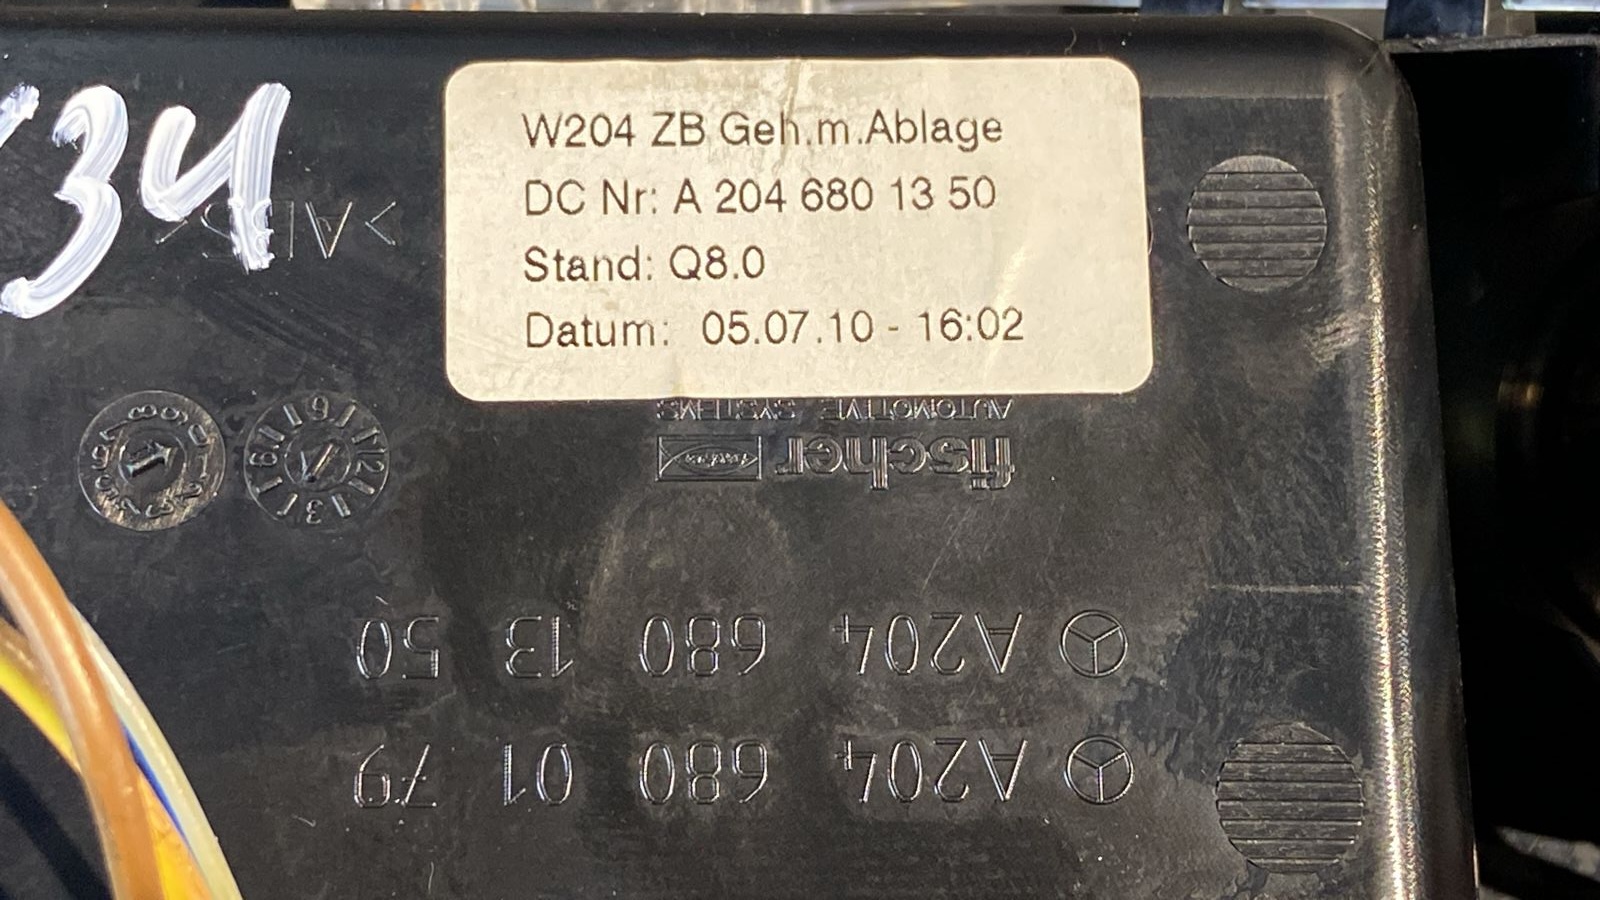 34
W204 ZB Geh.m.Ablage
DC Nr: A 204 680 13 50
Stand: Q8.0
Datum: 05.07.10 - 16:02
AUTOMOTIVE SYSTEMS
fischer
A204 680 13 50
A204 680 01 79